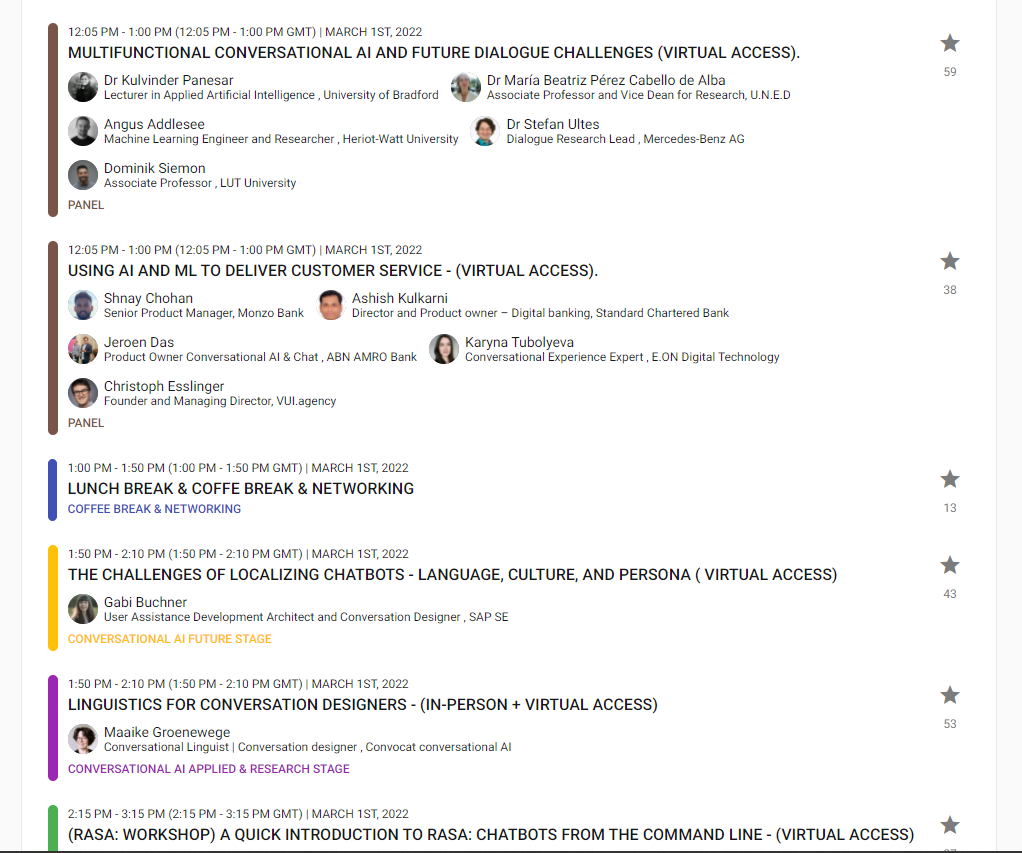 12:05 PM - 1:00 PM (12:05 PM - 1:00 PM GMT) | MARCH 1ST, 2022
MULTIFUNCTIONAL CONVERSATIONAL AI AND FUTURE DIALOGUE CHALLENGES (VIRTUAL ACCESS).
59
Dr Kulvinder Panesar
Lecturer in Applied Artificial Intelligence , University of Bradford
Dr María Beatriz Pérez Cabello de Alba
Associate Professor and Vice Dean for Research, U.N.E.D
Angus Addlesee
Machine Learning Engineer and Researcher , Heriot-Watt University
Dr Stefan Ultes
Dialogue Research Lead , Mercedes-Benz AG
Dominik Siemon
Associate Professor , LUT University
PANEL
12:05 PM - 1:00 PM (12:05 PM - 1:00 PM GMT) | MARCH 1ST, 2022
USING AI AND ML TO DELIVER CUSTOMER SERVICE - (VIRTUAL ACCESS).
38
Shnay Chohan
Senior Product Manager, Monzo Bank
Ashish Kulkarni
Director and Product owner – Digital banking, Standard Chartered Bank
Jeroen Das
Product Owner Conversational AI & Chat , ABN AMRO Bank
Karyna Tubolyeva
Conversational Experience Expert , E.ON Digital Technology
Christoph Esslinger
Founder and Managing Director, VUI.agency
PANEL
1:00 PM - 1:50 PM (1:00 PM - 1:50 PM GMT) | MARCH 1ST, 2022
LUNCH BREAK & COFFE BREAK & NETWORKING
COFFEE BREAK & NETWORKING
13
1:50 PM - 2:10 PM (1:50 PM - 2:10 PM GMT) | MARCH 1ST, 2022
THE CHALLENGES OF LOCALIZING CHATBOTS - LANGUAGE, CULTURE, AND PERSONA ( VIRTUAL ACCESS)
43
Gabi Buchner
User Assistance Development Architect and Conversation Designer , SAP SE
CONVERSATIONAL AI FUTURE STAGE
1:50 PM - 2:10 PM (1:50 PM - 2:10 PM GMT) | MARCH 1ST, 2022
LINGUISTICS FOR CONVERSATION DESIGNERS - (IN-PERSON + VIRTUAL ACCESS)
53
Maaike Groenewege
Conversational Linguist | Conversation designer , Convocat conversational AI
CONVERSATIONAL AI APPLIED & RESEARCH STAGE
2:15 PM - 3:15 PM (2:15 PM - 3:15 PM GMT) | MARCH 1ST, 2022
(RASA: WORKSHOP) A QUICK INTRODUCTION TO RASA: CHATBOTS FROM THE COMMAND LINE - (VIRTUAL ACCESS)